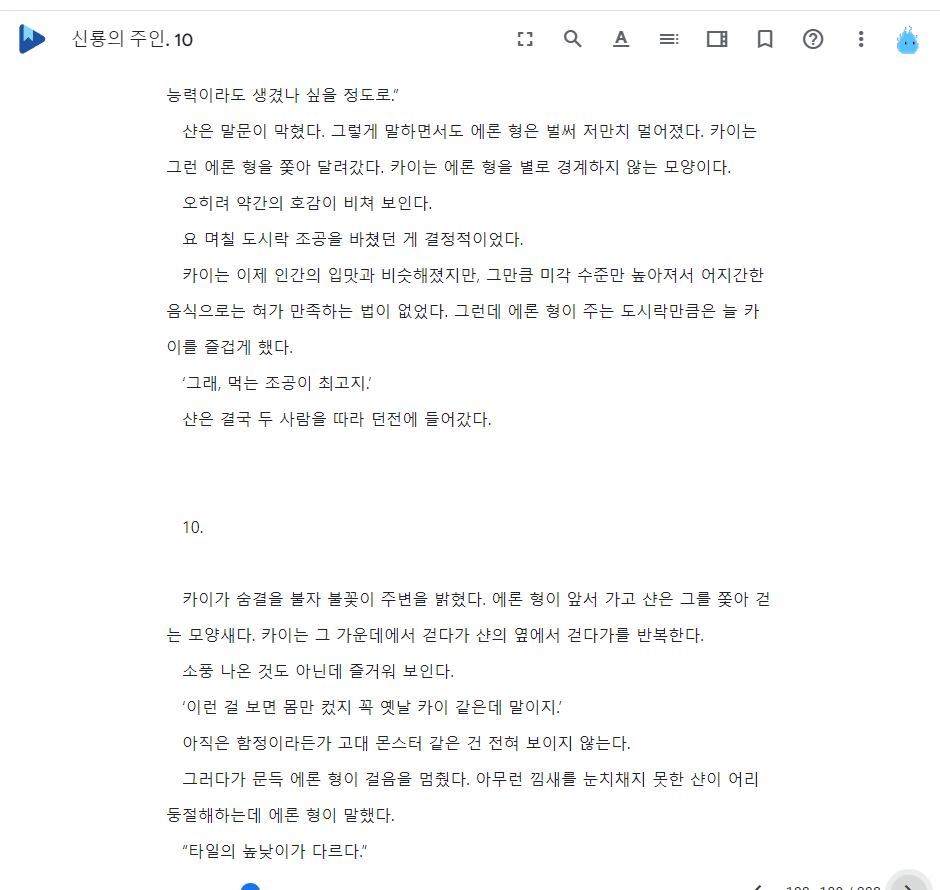 신룡의 주인. 10
능력이라도 생겼나 싶을 정도로.”
샨은 말문이 막혔다. 그렇게 말하면서도 에론 형은 벌써 저만치 멀어졌다. 카이는
그런 에론 형을 쫓아 달려갔다. 카이는 에론 형을 별로 경계하지 않는 모양이다.
오히려 약간의 호감이 비쳐 보인다.
요 며칠 도시락 조공을 바쳤던 게 결정적이었다.
카이는 이제 인간의 입맛과 비슷해졌지만, 그만큼 미각 수준만 높아져서 어지간한
음식으로는 혀가 만족하는 법이 없었다. 그런데 에론 형이 주는 도시락만큼은 늘 카
이를 즐겁게 했다.
‘그래, 먹는 조공이 최고지.’
샨은 결국 두 사람을 따라 던전에 들어갔다.
10.
카이가 숨결을 불자 불꽃이 주변을 밝혔다. 에론 형이 앞서 가고 샨은 그를 쫓아 걷
는 모양새다. 카이는 그 가운데에서 걷다가 샨의 옆에서 걷다가를 반복한다.
소풍 나온 것도 아닌데 즐거워 보인다.
‘이런 걸 보면 몸만 컸지 꼭 옛날 카이 같은데 말이지.’
아직은 함정이라든가 고대 몬스터 같은 건 전혀 보이지 않는다.
그러다가 문득 에론 형이 걸음을 멈췄다. 아무런 낌새를 눈치채지 못한 샨이 어리
둥절해하는데 에론 형이 말했다.
“타일의 높낮이가 다르다.”